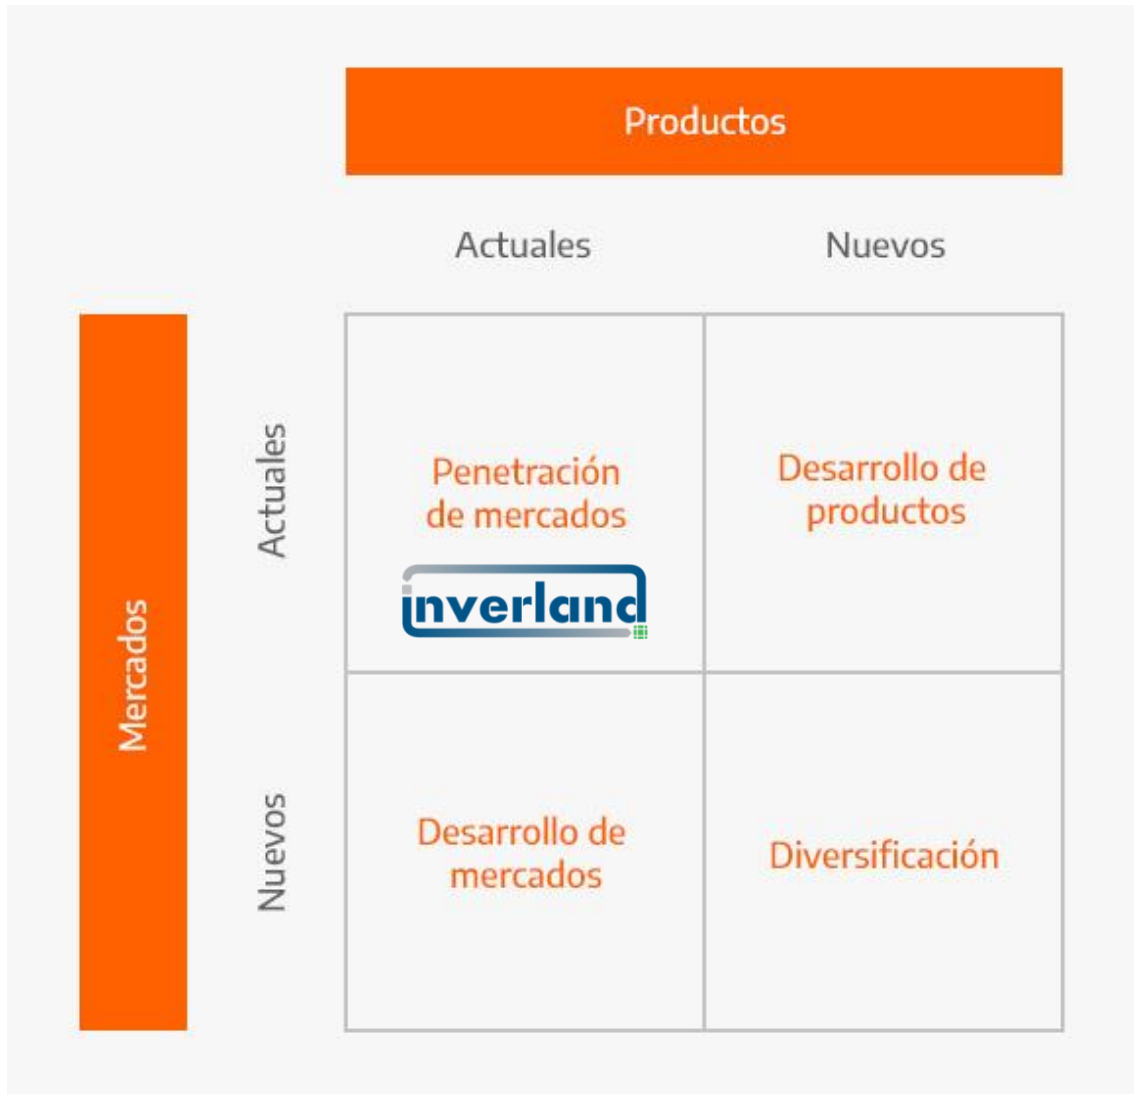 Productos
Actuales
Nuevos
Mercados
Actuales
Nuevos
Penetración
de mercados
inverland
Desarrollo de
productos
Desarrollo de
mercados
Diversificación